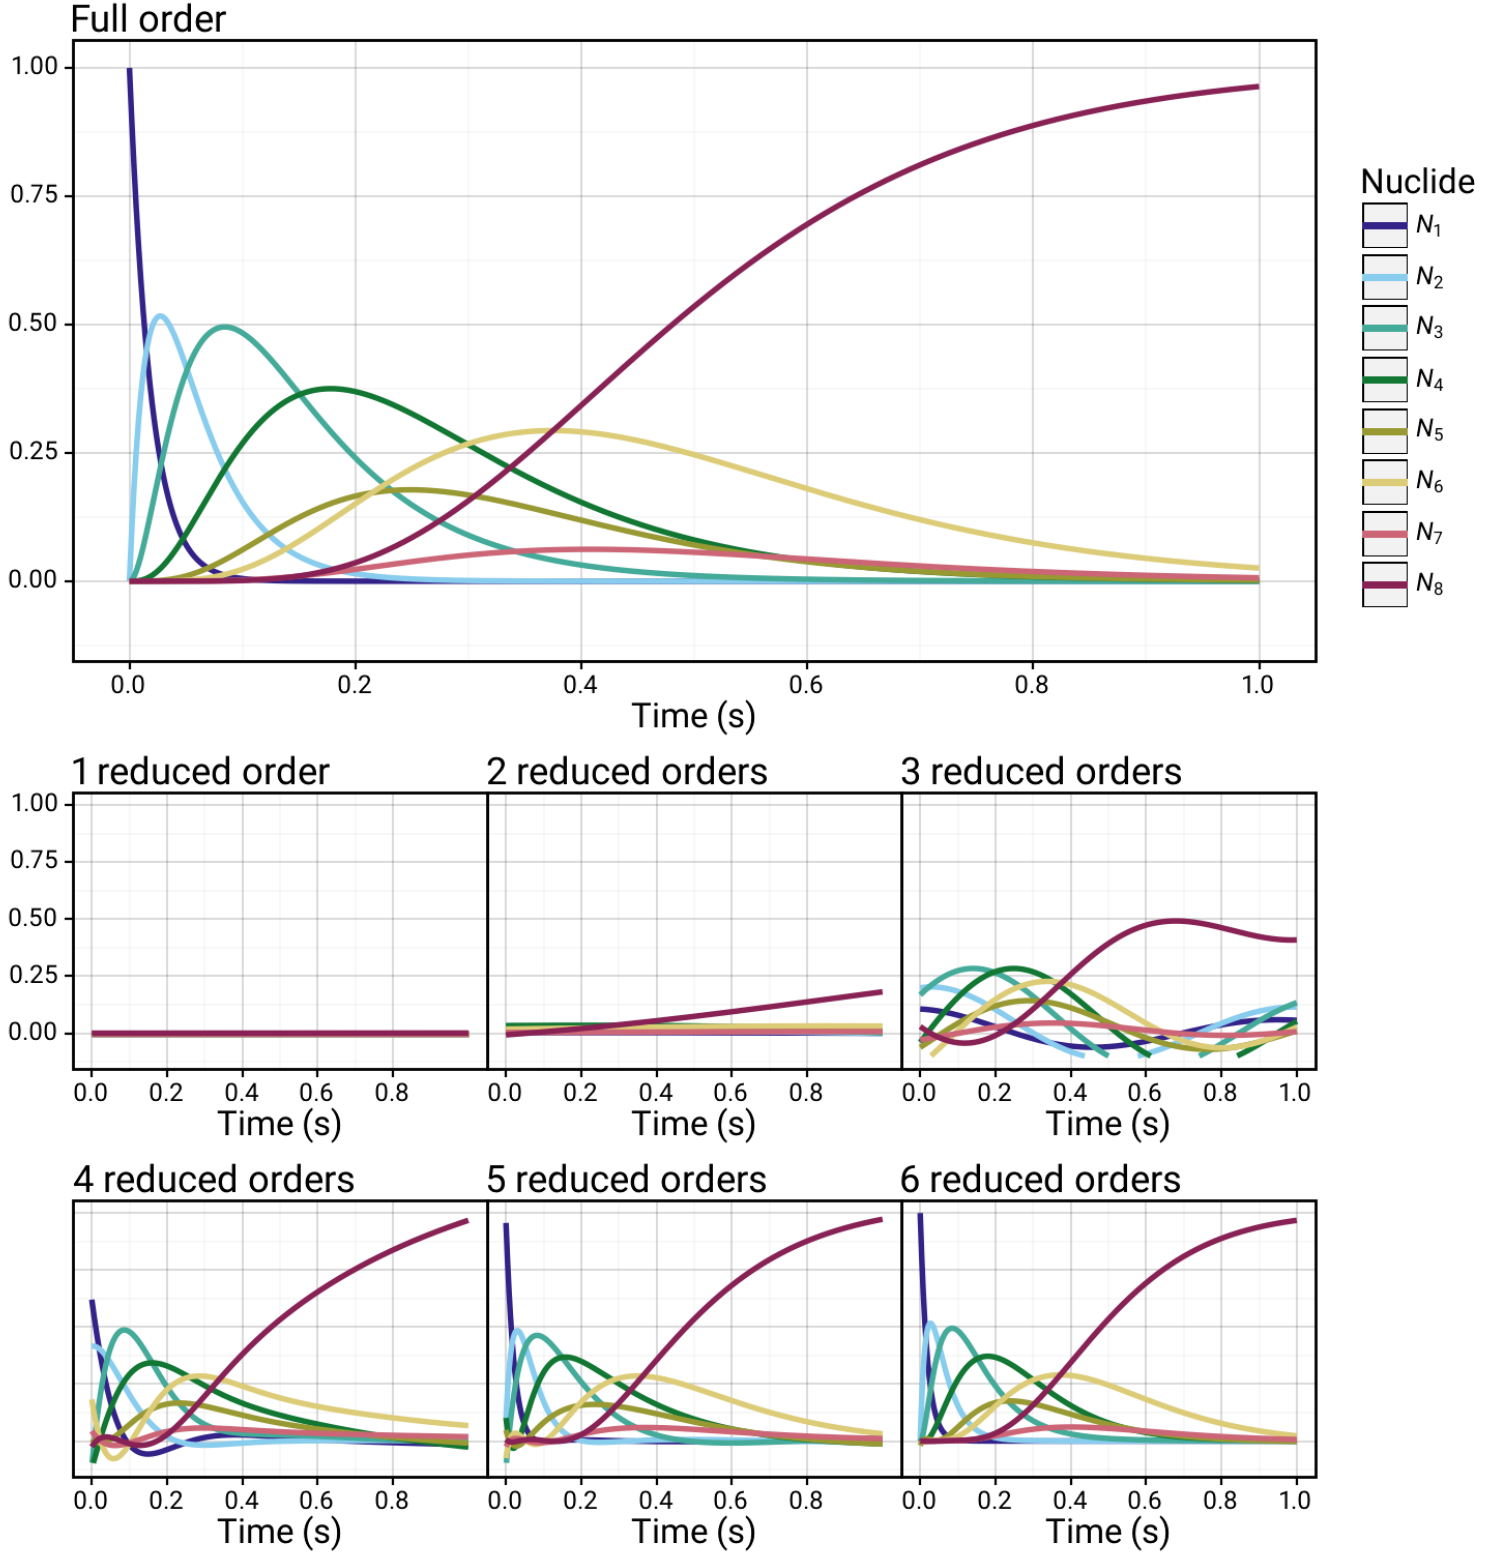 Full order
1.00
0.75
0.50
0.25
0.00
0.0 0.2 0.4 0.6 0.8 1.0
Time (s)
Nuclide
N1
N2
N3
N4
N5
N6
N7
N8
1 reduced order 2 reduced orders 3 reduced orders
1.00
0.75
0.50
0.25
0.00
0.0 0.2 0.4 0.6 0.8 0.0 0.2 0.4 0.6 0.8 0.0 0.2 0.4 0.6 0.8 1.0
Time (s) Time (s) Time (s)
4 reduced orders 5 reduced orders 6 reduced orders
0.0 0.2 0.4 0.6 0.8 0.0 0.2 0.4 0.6 0.8 0.0 0.2 0.4 0.6 0.8 1.0
Time (s) Time (s) Time (s)